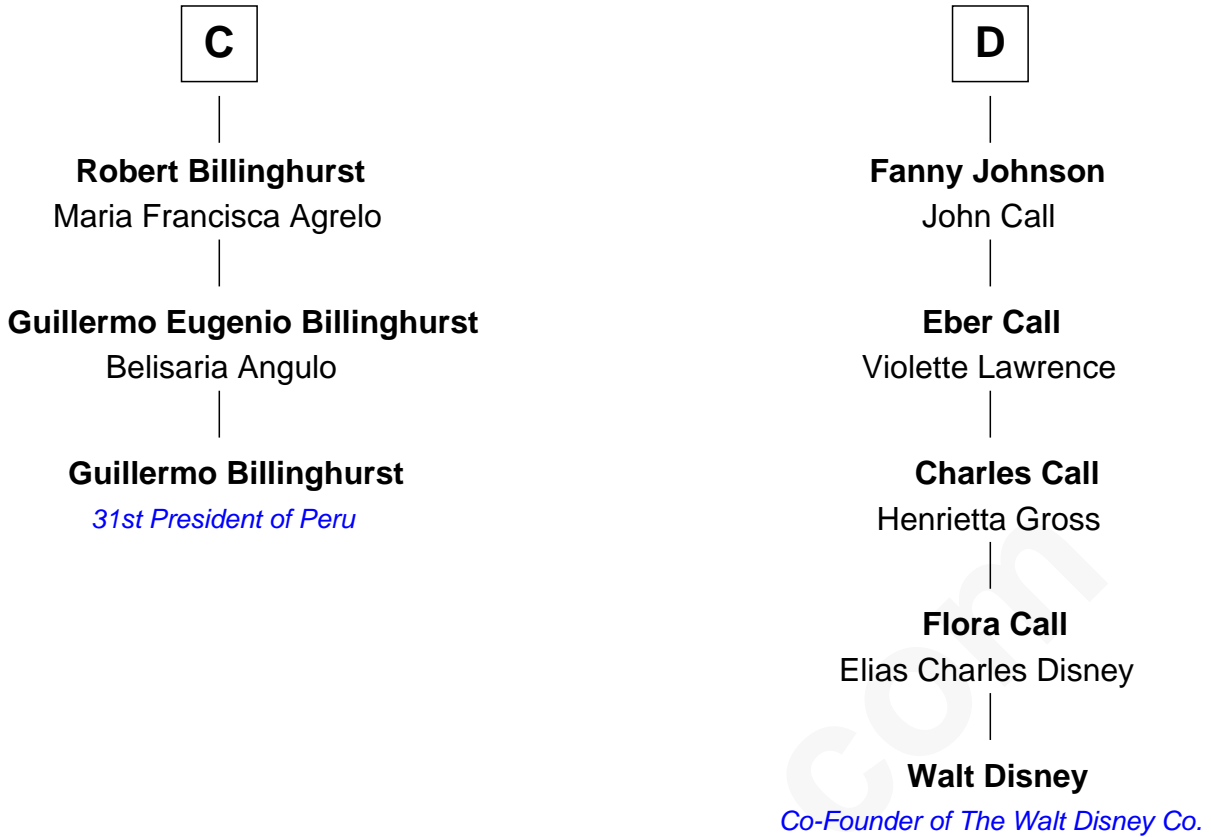 C
Robert Billinghurst
Maria Francisca Agrelo
Guillermo Eugenio Billinghurst
Belisaria Angulo
Guillermo Billinghurst
31st President of Peru
D
Fanny Johnson
John Call
Eber Call
Violette Lawrence
Charles Call
Henrietta Gross
Flora Call
Elias Charles Disney
Walt Disney
Co-Founder of The Walt Disney Co.
com